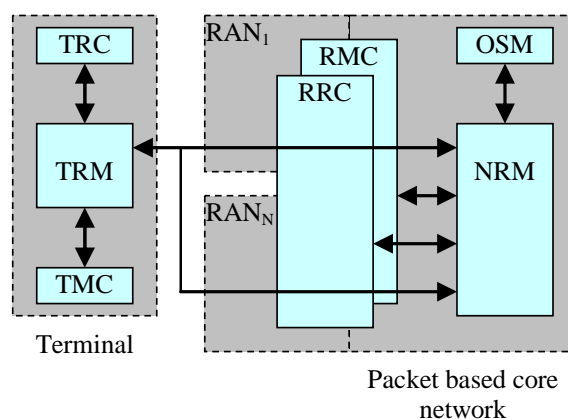 TRC
TRM
TMC
Terminal
RAN1
RANN
RMC
RRC
OSM
NRM
Packet based core
network